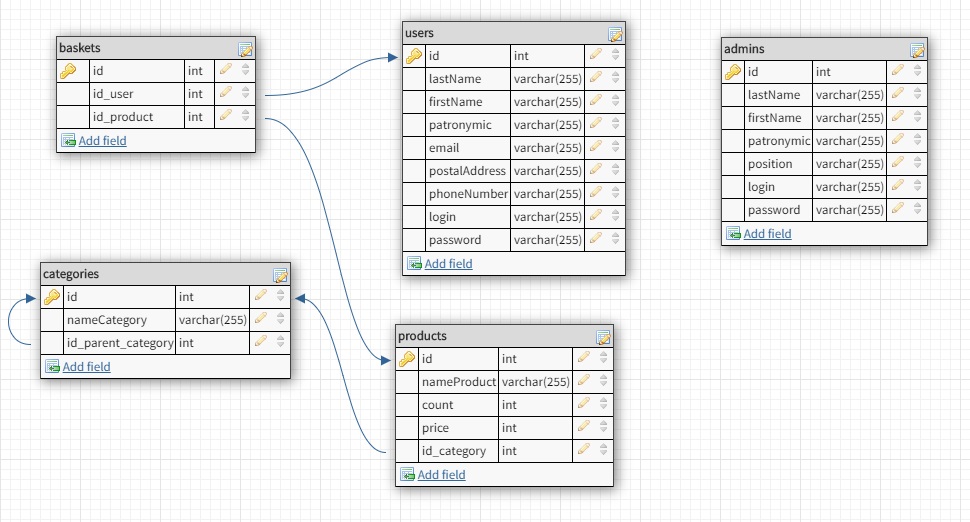 baskets
id int
id_user int
id_product int
Add field
users
id int
lastName varchar(255)
firstName varchar(255)
patronymic varchar(255)
email varchar(255)
postalAddress varchar(255)
phoneNumber varchar(255)
login varchar(255)
password varchar(255)
Add field
admins
id int
lastName varchar(255)
firstName varchar(255)
patronymic varchar(255)
position varchar(255)
login varchar(255)
password varchar(255)
Add field
categories
id int
nameCategory varchar(255)
id_parent_category int
Add field
products
id int
nameProduct varchar(255)
count int
price int
id_category int
Add field